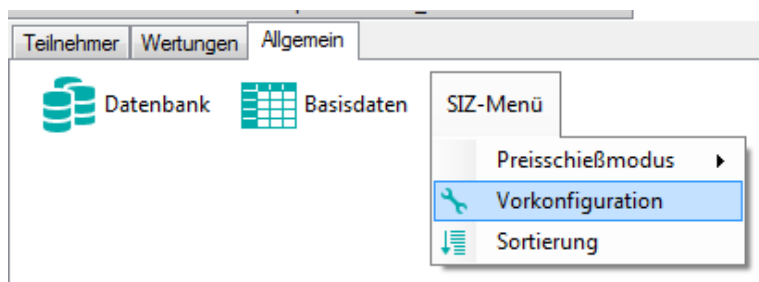 Teilnehmer Wertungen Allgemein
Datenbank Basisdaten SIZ-Menü
Preisschießmodus
Vorkonfiguration
Sortierung